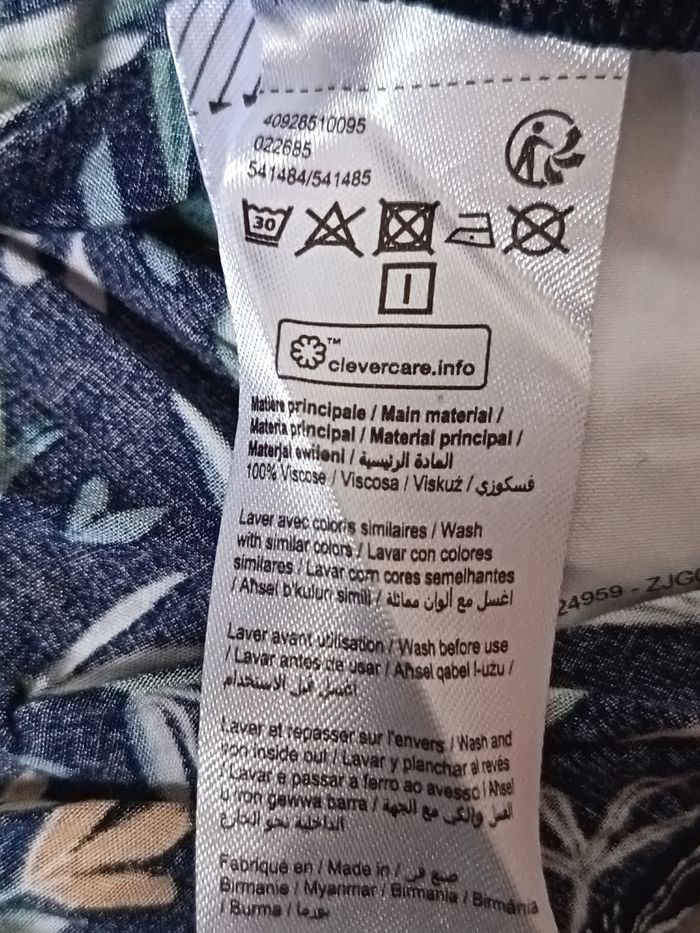 40928510095
022685
541484/541485
30
I
™ clevercare.info
Matière principale / Main material /
Materia principal / Material principal /
Materjal ewlieni / المادة الرئيسية
100% Viscose / Viscosa / Viskuż / فسكوزي
Laver avec coloris similaires / Wash
with similar colors / Lavar con colores
similares / Lavar com cores semelhantes
/ Aħsel b'kuluri simili / اغسل مع ألوان مماثلة
Laver avant utilisation / Wash before use
/ Lavar antes de usar / Aħsel qabel l-użu /
اغسل قبل الاستخدام
Laver et repasser sur l'envers / Wash and
iron inside out / Lavar y planchar al revés
/ Lavar e passar a ferro ao avesso / Aħsel
u iron ġewwa barra / الغسل والكي مع الجهة
الداخلية نحو الخارج
Fabriqué en / Made in / صنع في
Birmanie / Myanmar / Birmania / Birmânia
/ Burma / بورما
24959 - ZJG